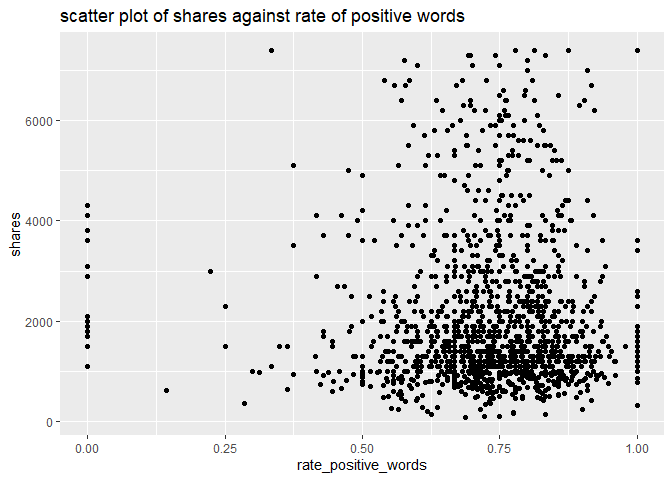 scatter plot of shares against rate of positive words
shares
6000
4000
2000
0
0.00 0.25 0.50 0.75 1.00
rate_positive_words